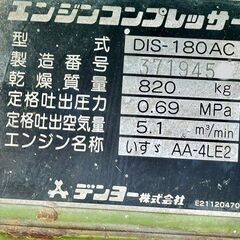 エンジンコンプレッサー
型式 DIS-180AC
製造番号 371945
乾燥質量 820 kg
定格吐出圧力 0.69 MPa
定格吐出空気量 5.1 m³/min
エンジン名称 いすゞ AA-4LE2
デンヨー株式会社
E21120470